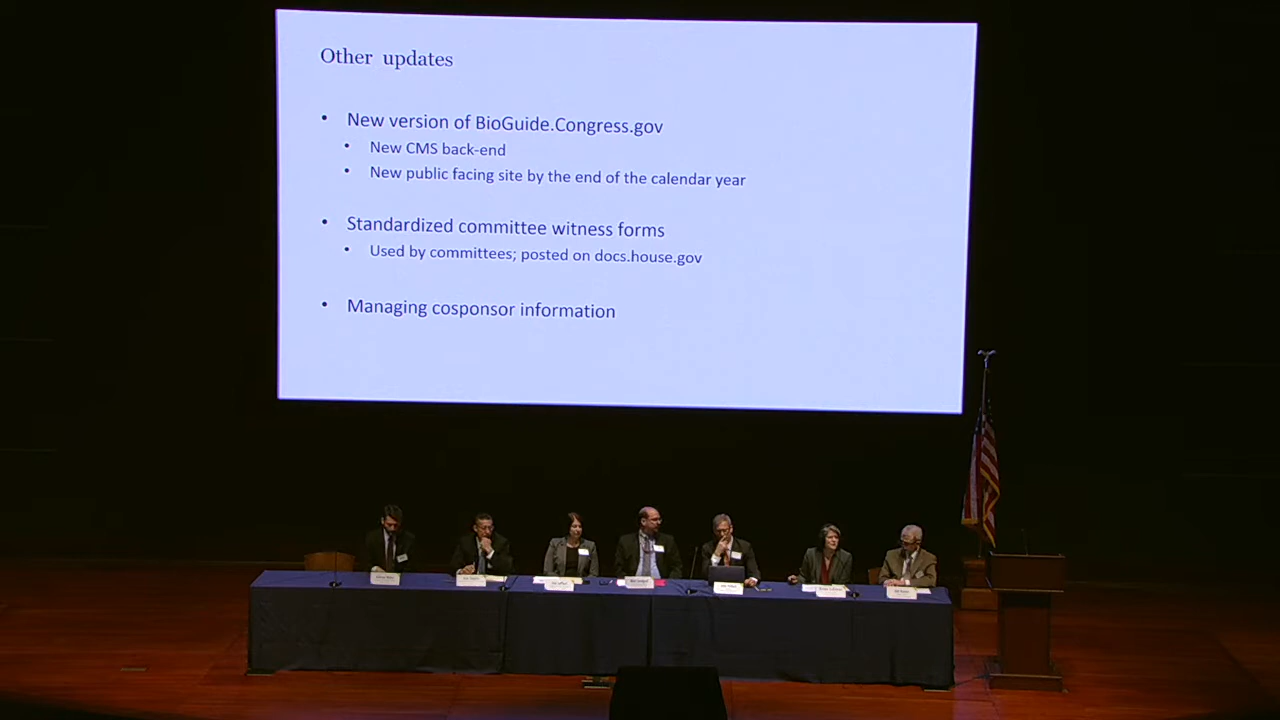 Other updates
• New version of BioGuide.Congress.gov
• New CMS back-end
• New public facing site by the end of the calendar year
• Standardized committee witness forms
• Used by committees; posted on docs.house.gov
• Managing cosponsor information